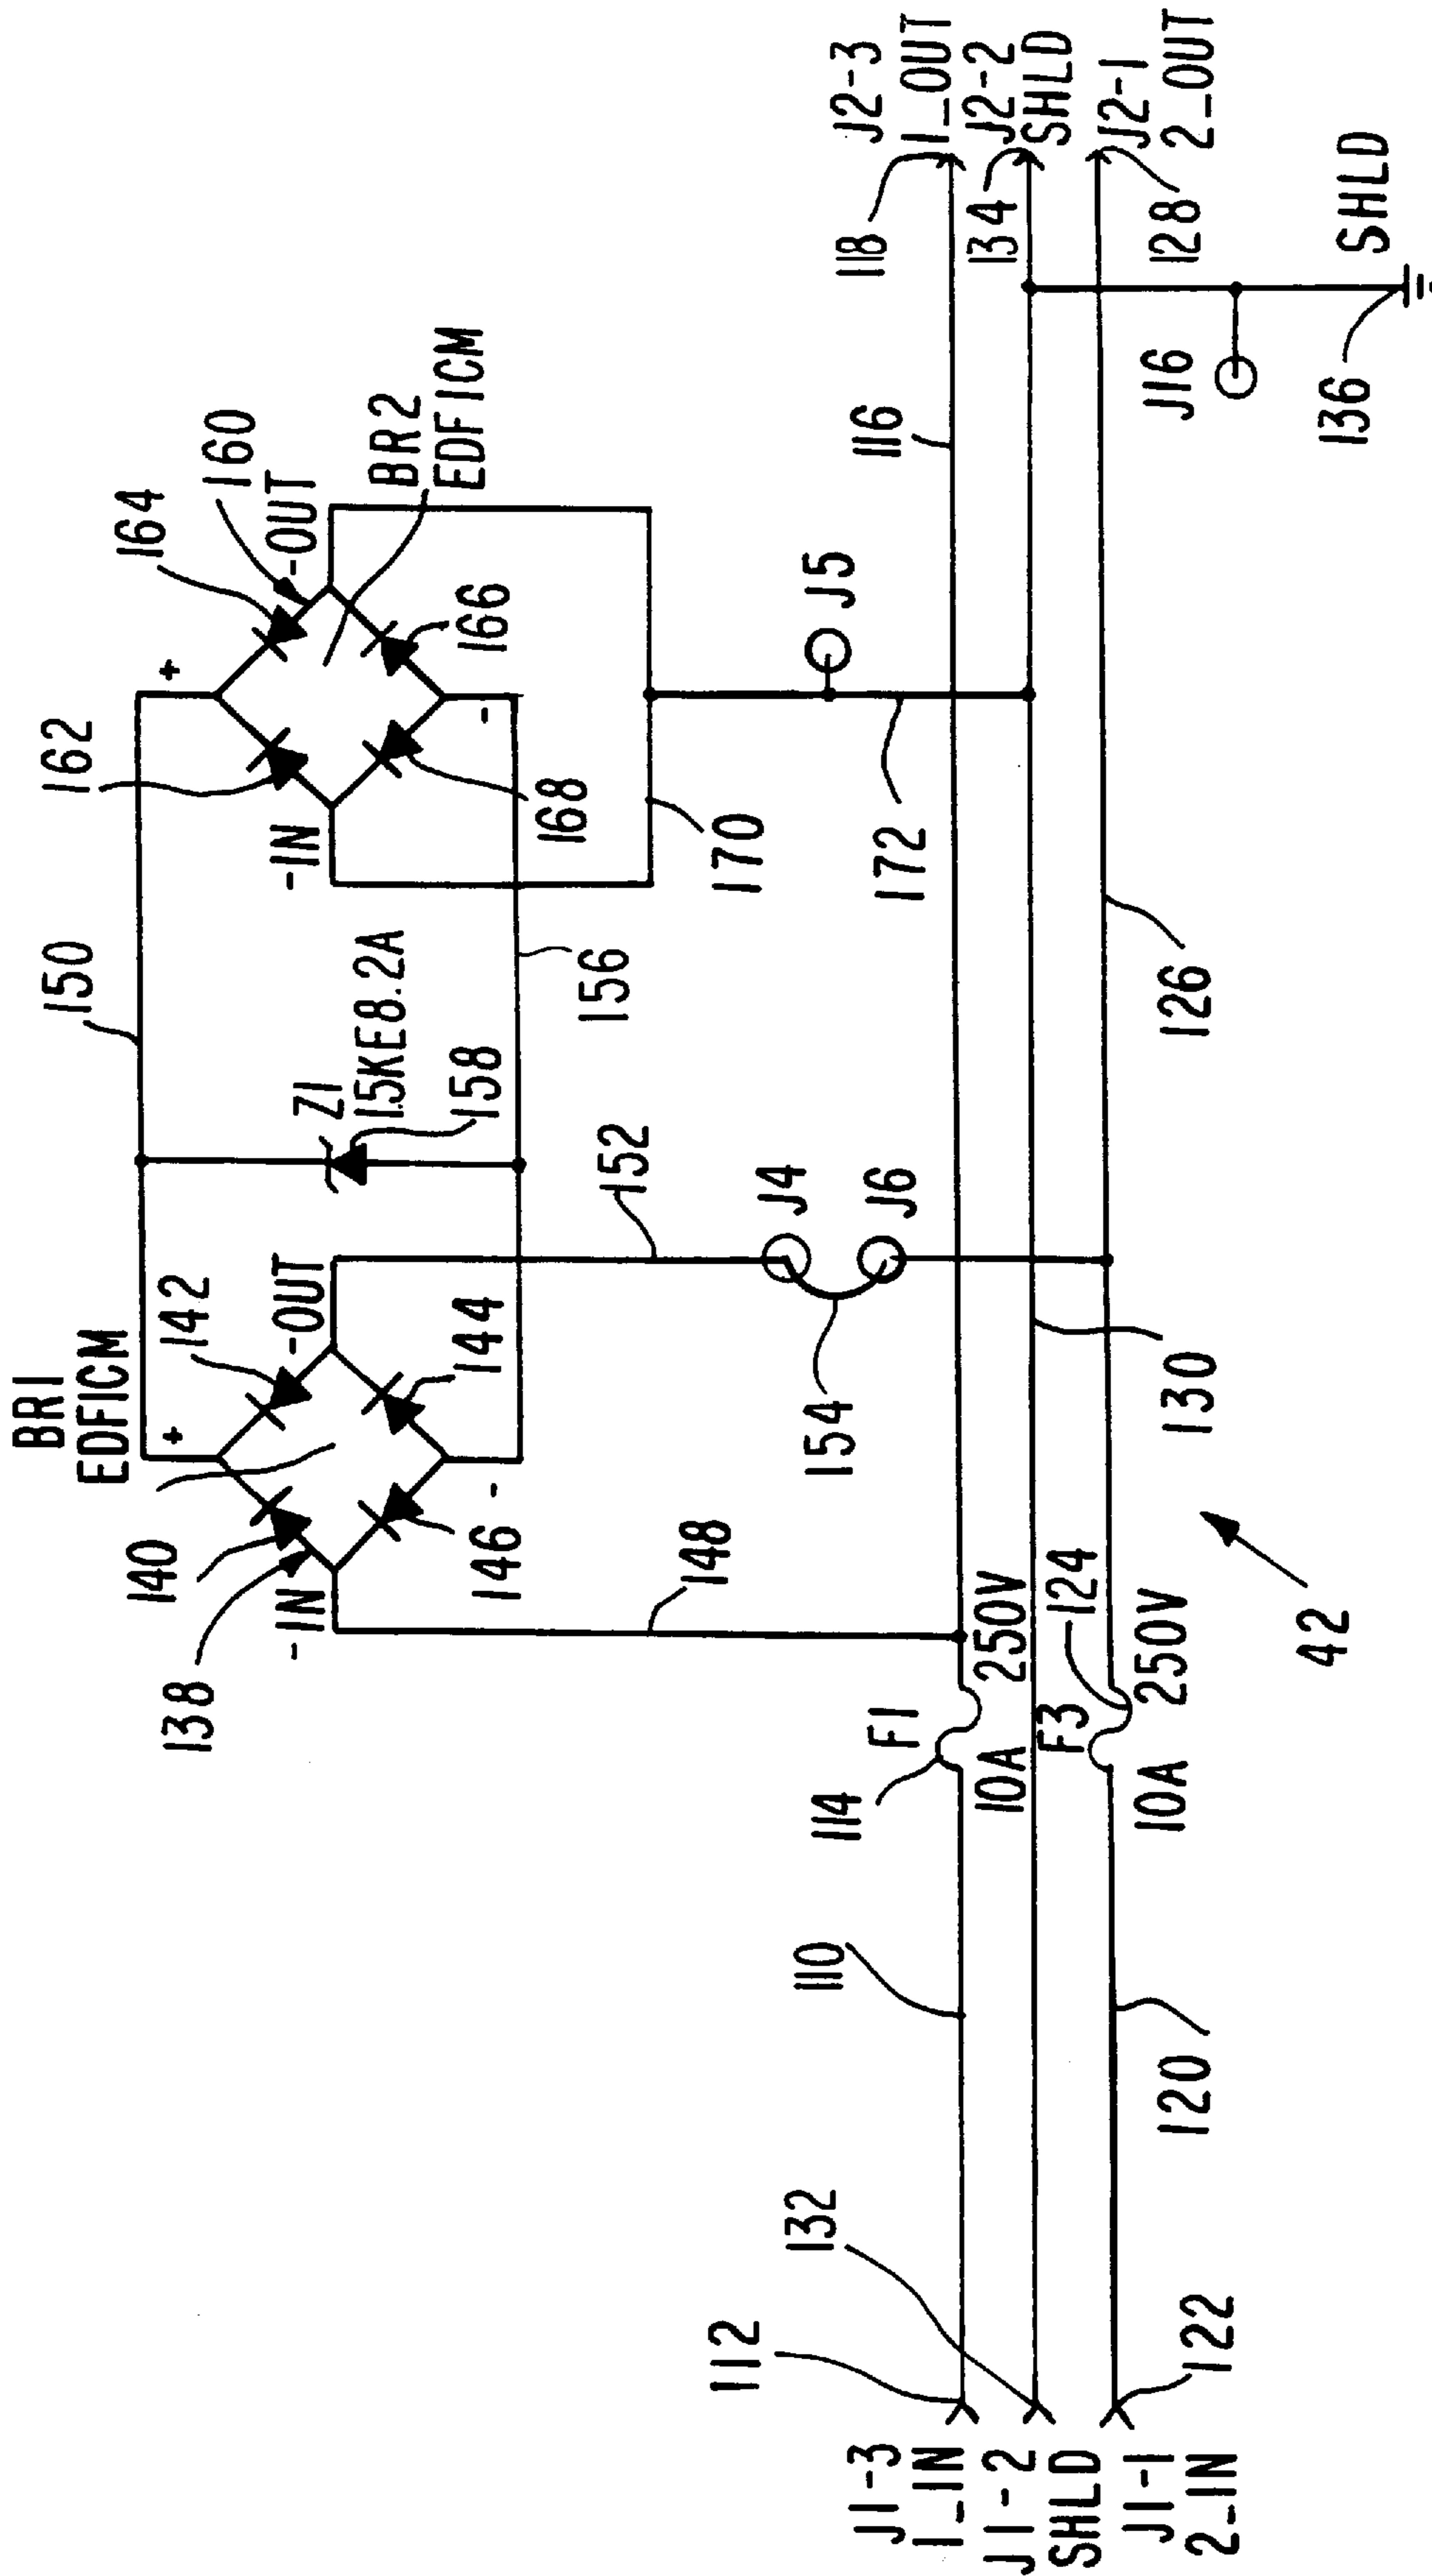 BR1
EDFICM
+
140
142
138
-IN
-OUT
146
144
-
148
150
Z1
1.5KE8.2A
158
152
156
J4
J6
154
162
+
164
160
-OUT
BR2
EDFICM
-IN
168
166
-
170
172
J5
J1-3
1_IN
J1-2
SHLD
J1-1
2_IN
112
132
122
110
120
114
F1
10A 250V
F3
124
10A 250V
42
130
126
116
118
J2-3
1_OUT
134
J2-2
SHLD
128
J2-1
2_OUT
J16
136
SHLD